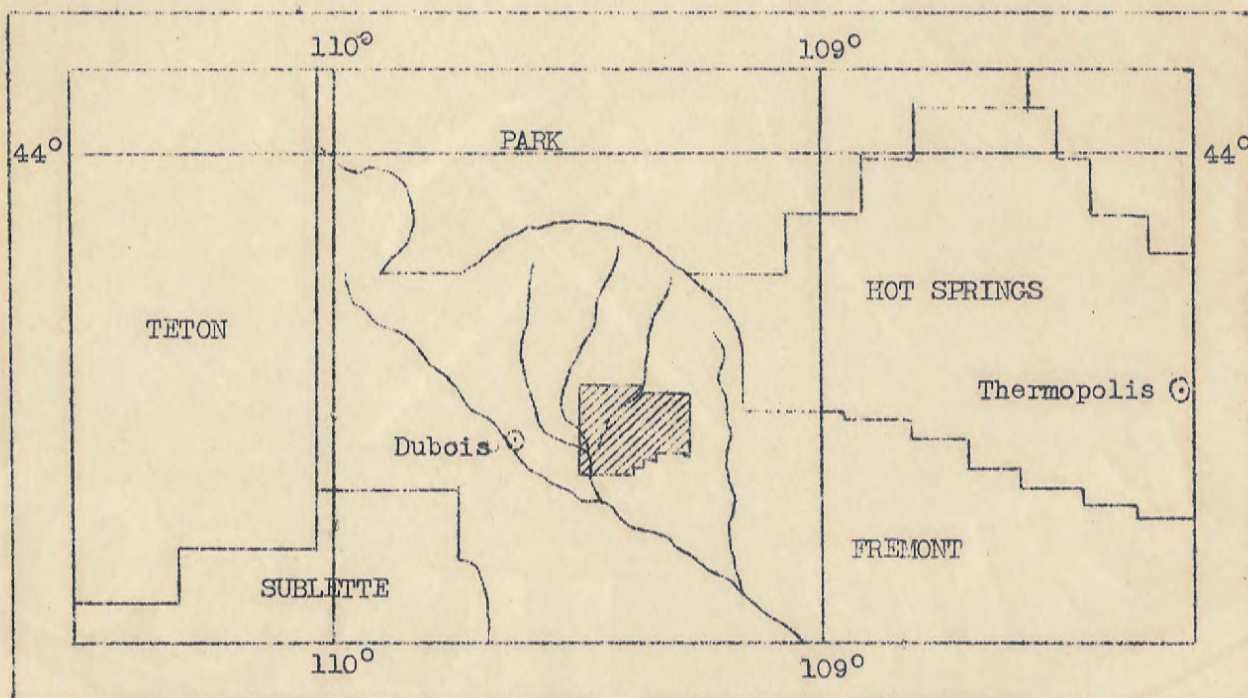 110° 109°
44° PARK 44°
HOT SPRINGS
TETON
Thermopolis
Dubois
FREMONT
SUBLETTE
110° 109°